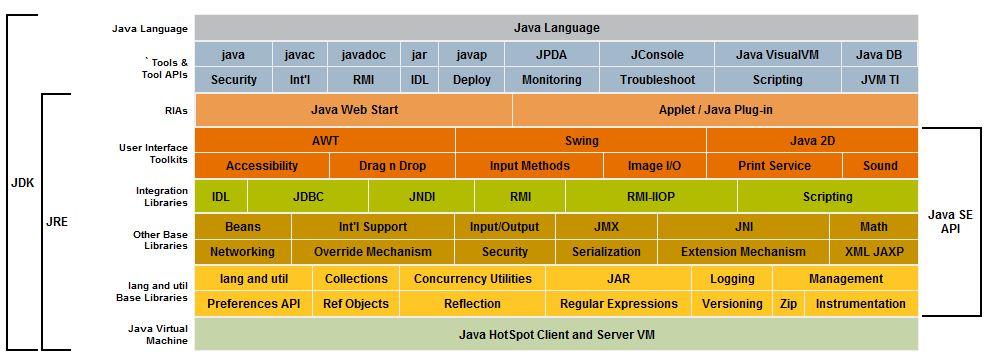 Java Language Java Language
java javac javadoc jar javap JPDA JConsole Java VisualVM Java DB
` Tools &
Tool APIs
Security Int'l RMI IDL Deploy Monitoring Troubleshoot Scripting JVM TI
RIAs Java Web Start Applet / Java Plug-in
AWT Swing Java 2D
User Interface
Toolkits
Accessibility Drag n Drop Input Methods Image I/O Print Service Sound
JDK
Integration
Libraries
IDL JDBC JNDI RMI RMI-IIOP Scripting
JRE
Java SE
API
Beans Int'l Support Input/Output JMX JNI Math
Other Base
Libraries
Networking Override Mechanism Security Serialization Extension Mechanism XML JAXP
lang and util Collections Concurrency Utilities JAR Logging Management
lang and util
Base Libraries
Preferences API Ref Objects Reflection Regular Expressions Versioning Zip Instrumentation
Java Virtual
Machine
Java HotSpot Client and Server VM